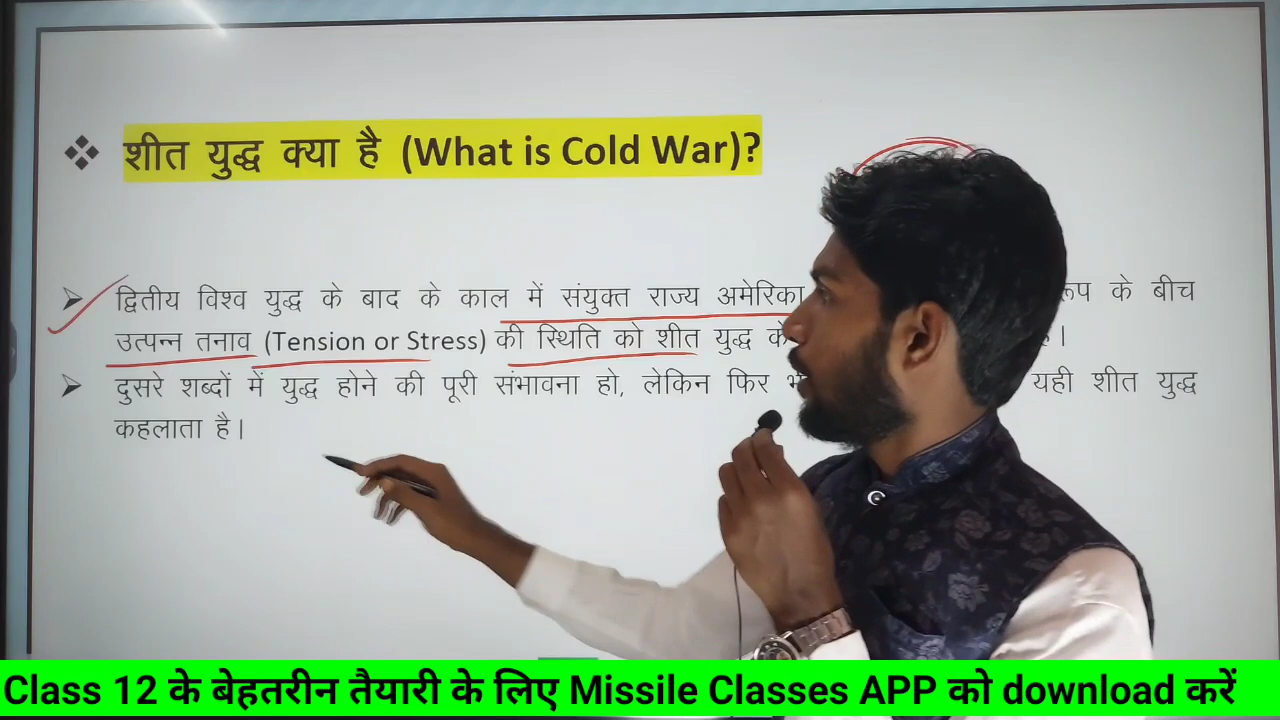 शीत युद्ध क्या है (What is Cold War)?
द्वितीय विश्व युद्ध के बाद के काल में संयुक्त राज्य अमेरिका के बीच
उत्पन्न तनाव (Tension or Stress) की स्थिति को शीत युद्ध
दुसरे शब्दों में युद्ध होने की पूरी संभावना हो, लेकिन फिर यही शीत युद्ध
कहलाता है।
Class 12 के बेहतरीन तैयारी के लिए Missile Classes APP को download करें